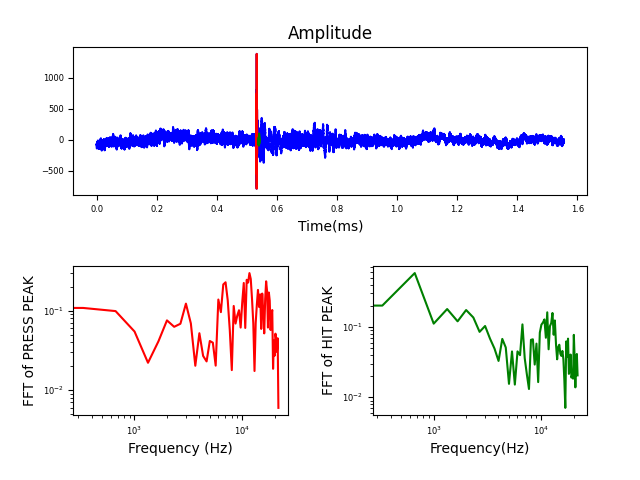 Amplitude
1000
500
0
−500
0.0 0.2 0.4 0.6 0.8 1.0 1.2 1.4 1.6
Time(ms)
FFT of PRESS PEAK
10⁻¹
10⁻²
10³ 10⁴
Frequency (Hz)
FFT of HIT PEAK
10⁻¹
10⁻²
10³ 10⁴
Frequency(Hz)